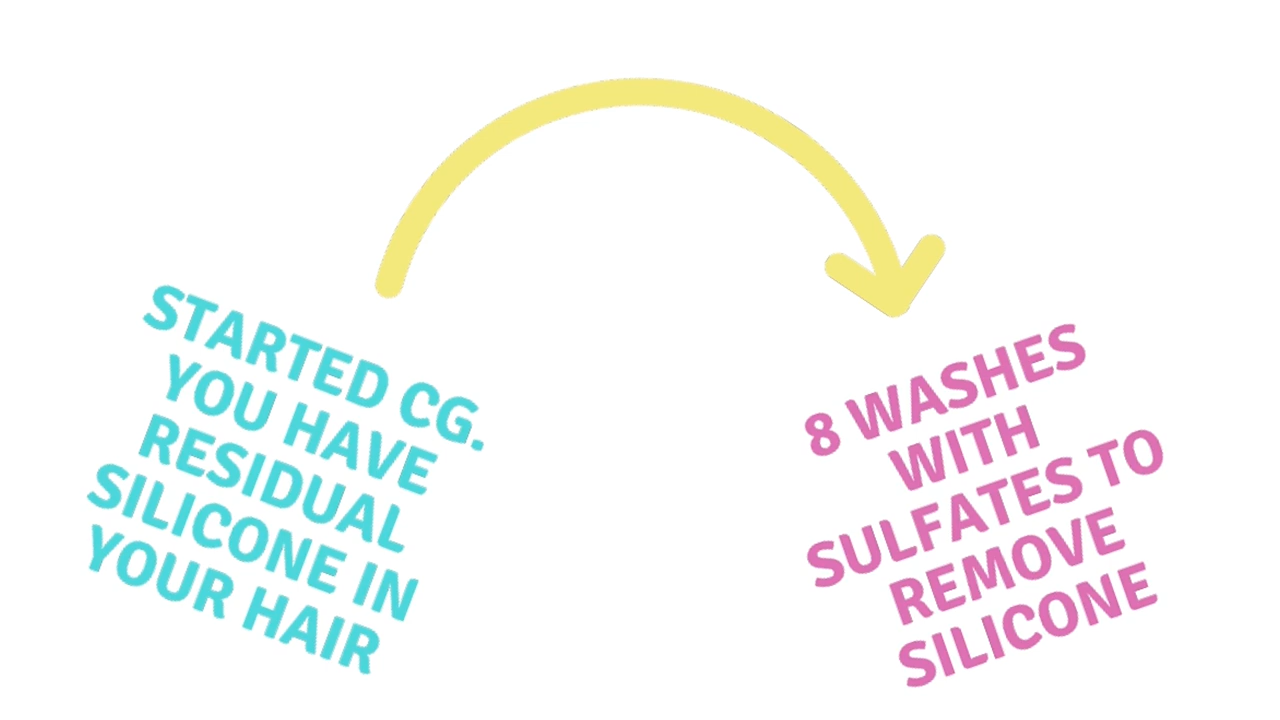 STARTED CG.
YOU HAVE
RESIDUAL
SILICONE IN
YOUR HAIR
8 WASHES
WITH
SULFATES TO
REMOVE
SILICONE